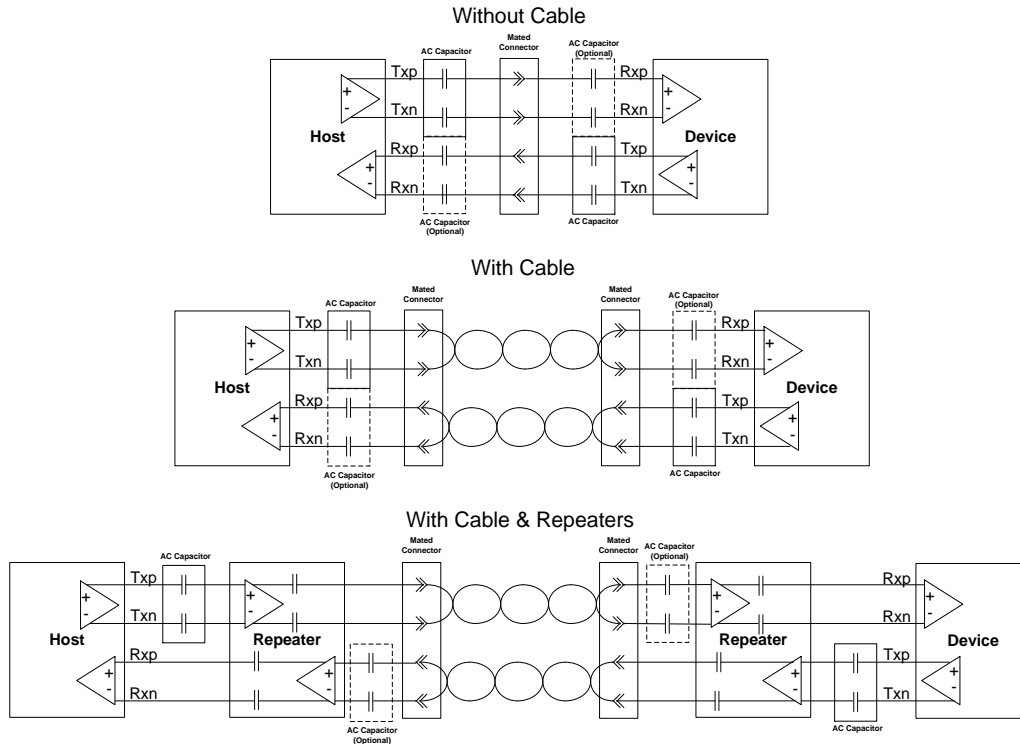 Without Cable
AC Capacitor
Mated
Connector
AC Capacitor
(Optional)
Txp
Rxp
+
-
+
-
Txn
Rxn
Host
Device
Rxp
Txp
+
-
+
-
Rxn
Txn
AC Capacitor
(Optional)
AC Capacitor
With Cable
AC Capacitor
Mated
Connector
Mated
Connector
AC Capacitor
(Optional)
Txp
Rxp
+
-
+
-
Txn
Rxn
Host
Device
Rxp
Txp
+
-
+
-
Rxn
Txn
AC Capacitor
(Optional)
AC Capacitor
With Cable & Repeaters
AC Capacitor
Mated
Connector
Mated
Connector
AC Capacitor
(Optional)
Txp
Rxp
+
-
+
-
+
-
+
-
Txn
Rxn
Host
Repeater
Repeater
Device
Rxp
Txp
+
-
+
-
+
-
+
-
Rxn
Txn
AC Capacitor
(Optional)
AC Capacitor